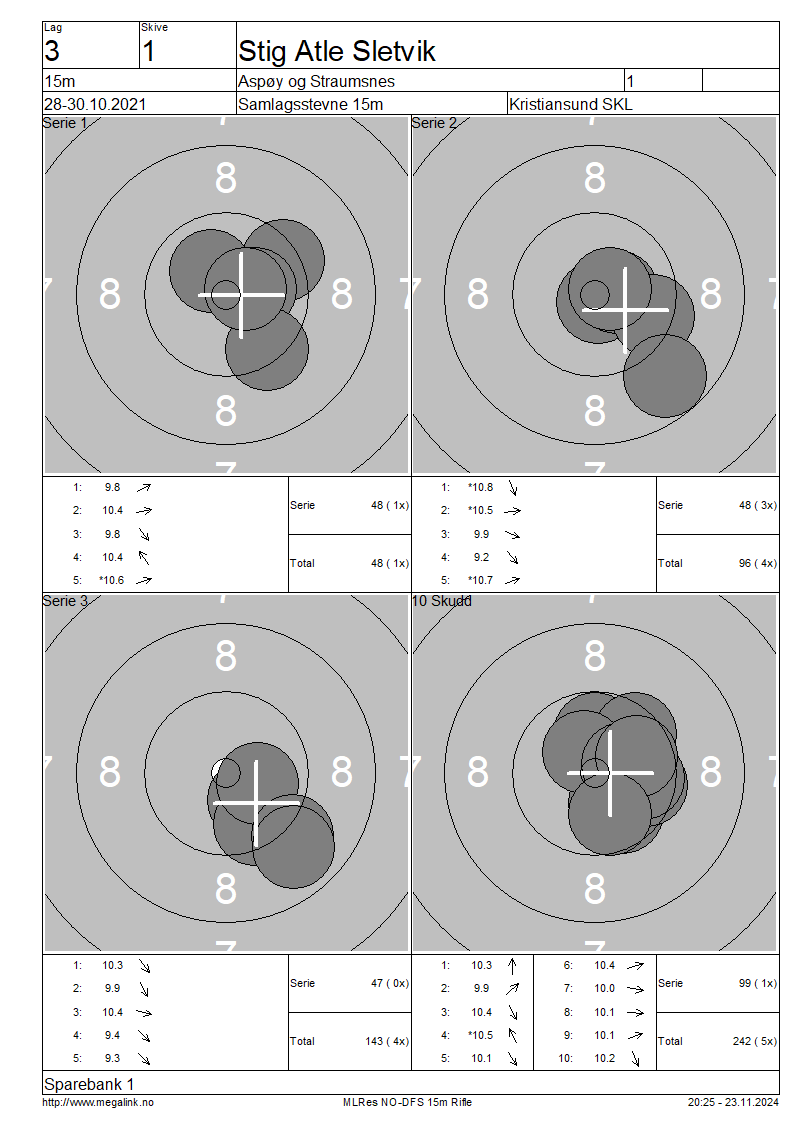 Lag Skive
3 1 Stig Atle Sletvik
15m Aspøy og Straumsnes 1
28-30.10.2021 Samlagsstevne 15m Kristiansund SKL
Serie 1 Serie 2
7 7
8 8
8 8 7 8 8 7
8 8
7 7
1: 9.8
2: 10.4
3: 9.8
4: 10.4
5: *10.6
Serie 48 ( 1x)
Total 48 ( 1x)
1: *10.8
2: *10.5
3: 9.9
4: 9.2
5: *10.7
Serie 48 ( 3x)
Total 96 ( 4x)
Serie 3 10 Skudd
8 8
8 8 7 8 8 7
8 8
7 7
1: 10.3
2: 9.9
3: 10.4
4: 9.4
5: 9.3
Serie 47 ( 0x)
Total 143 ( 4x)
1: 10.3 6: 10.4
2: 9.9 7: 10.0
3: 10.4 8: 10.1
4: *10.5 9: 10.1
5: 10.1 10: 10.2
Serie 99 ( 1x)
Total 242 ( 5x)
Sparebank 1
http://www.megalink.no MLRes NO-DFS 15m Rifle 20:25 - 23.11.2024